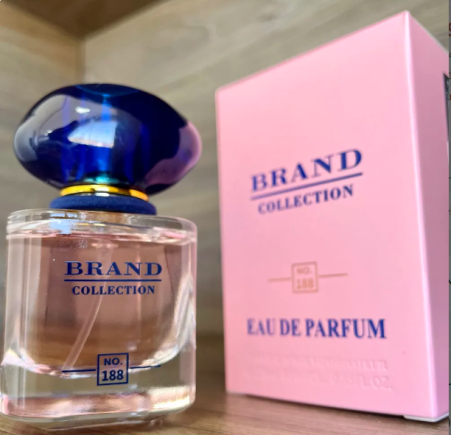 BRAND
COLLECTION
NO.
188
BRAND
COLLECTION
NO.
188
EAU DE PARFUM